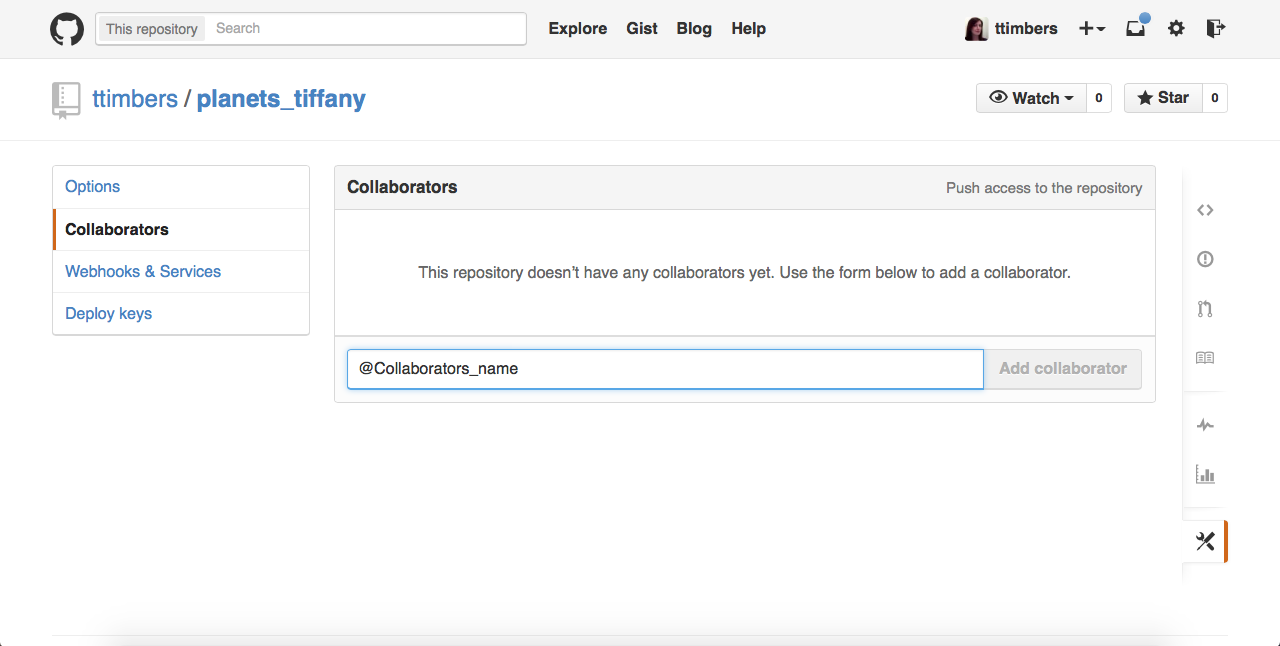 This repository Search Explore Gist Blog Help ttimbers
ttimbers / planets_tiffany Watch 0 Star 0
Options
Collaborators
Webhooks & Services
Deploy keys
Collaborators Push access to the repository
This repository doesn’t have any collaborators yet. Use the form below to add a collaborator.
@Collaborators_name Add collaborator